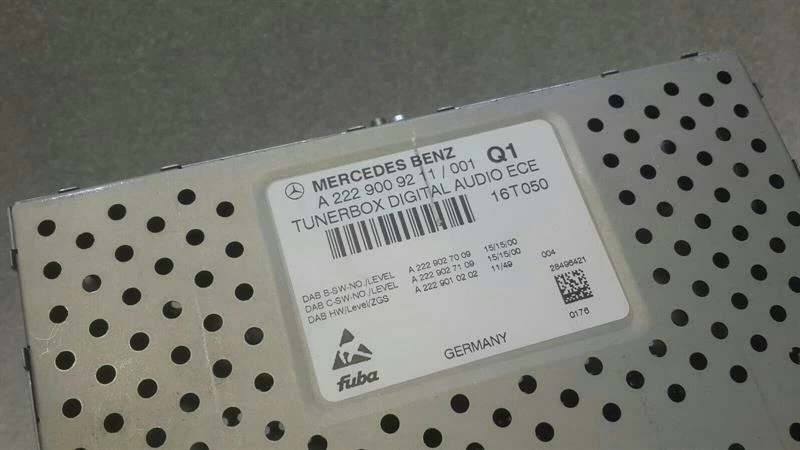 MERCEDES BENZ Q1
A 222 900 92 11 / 001
TUNERBOX DIGITAL AUDIO ECE
16T050
DAB B-SW-NO./LEVEL A 222 902 70 09 15/15/00
DAB C-SW-NO./LEVEL A 222 902 71 09 15/15/00
DAB HW/Level/ZGS A 222 901 02 02 11/49
004
28496421
0176
GERMANY
fuba